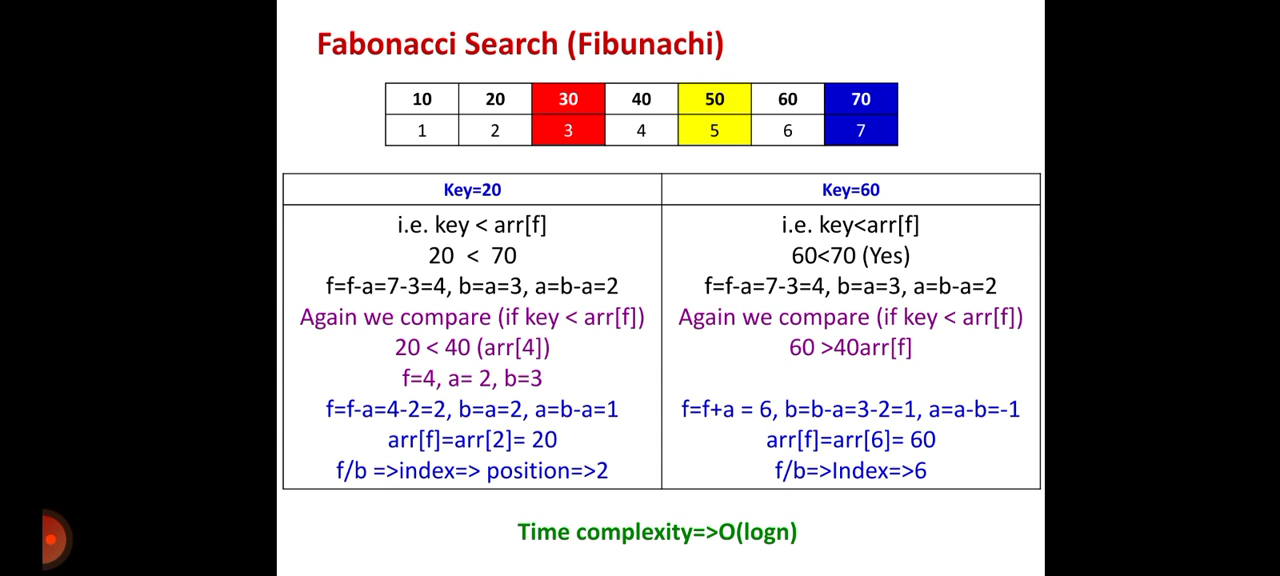 Fabonacci Search (Fibunachi)
10 20 30 40 50 60 70
1 2 3 4 5 6 7
Key=20 Key=60
i.e. key < arr[f]
20 < 70
f=f-a=7-3=4, b=a=3, a=b-a=2
Again we compare (if key < arr[f])
20 < 40 (arr[4])
f=4, a= 2, b=3
f=f-a=4-2=2, b=a=2, a=b-a=1
arr[f]=arr[2]= 20
f/b =>index=> position=>2
i.e. key<arr[f]
60<70 (Yes)
f=f-a=7-3=4, b=a=3, a=b-a=2
Again we compare (if key < arr[f])
60 >40arr[f]
f=f+a = 6, b=b-a=3-2=1, a=a-b=-1
arr[f]=arr[6]= 60
f/b=>Index=>6
Time complexity=>O(logn)